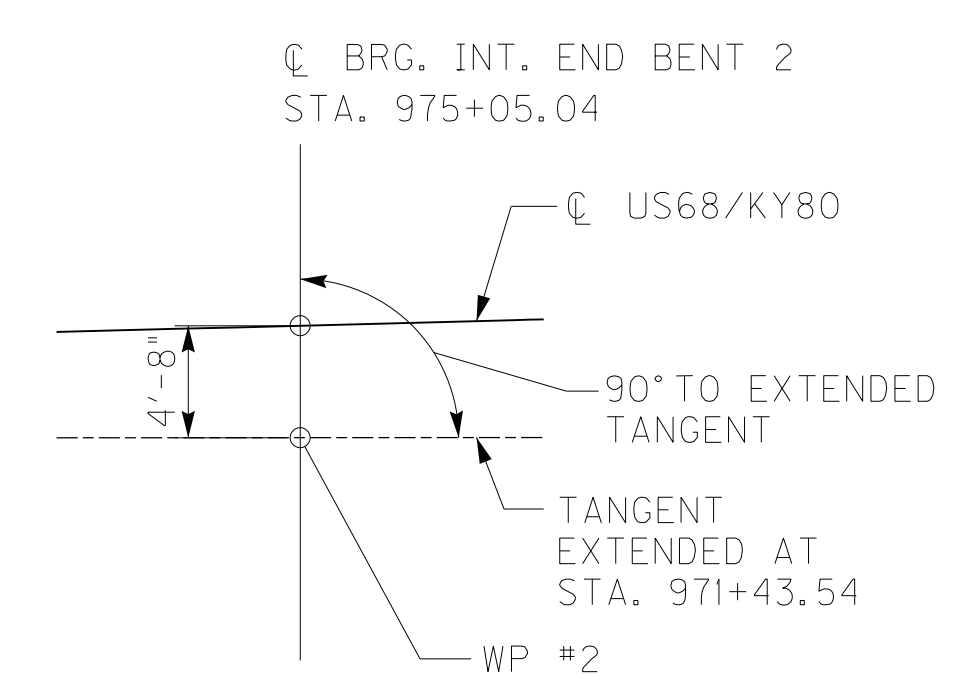 ℄ BRG. INT. END BENT 2
STA. 975+05.04
℄ US68/KY80
4'-8"
90° TO EXTENDED
TANGENT
TANGENT
EXTENDED AT
STA. 971+43.54
WP #2